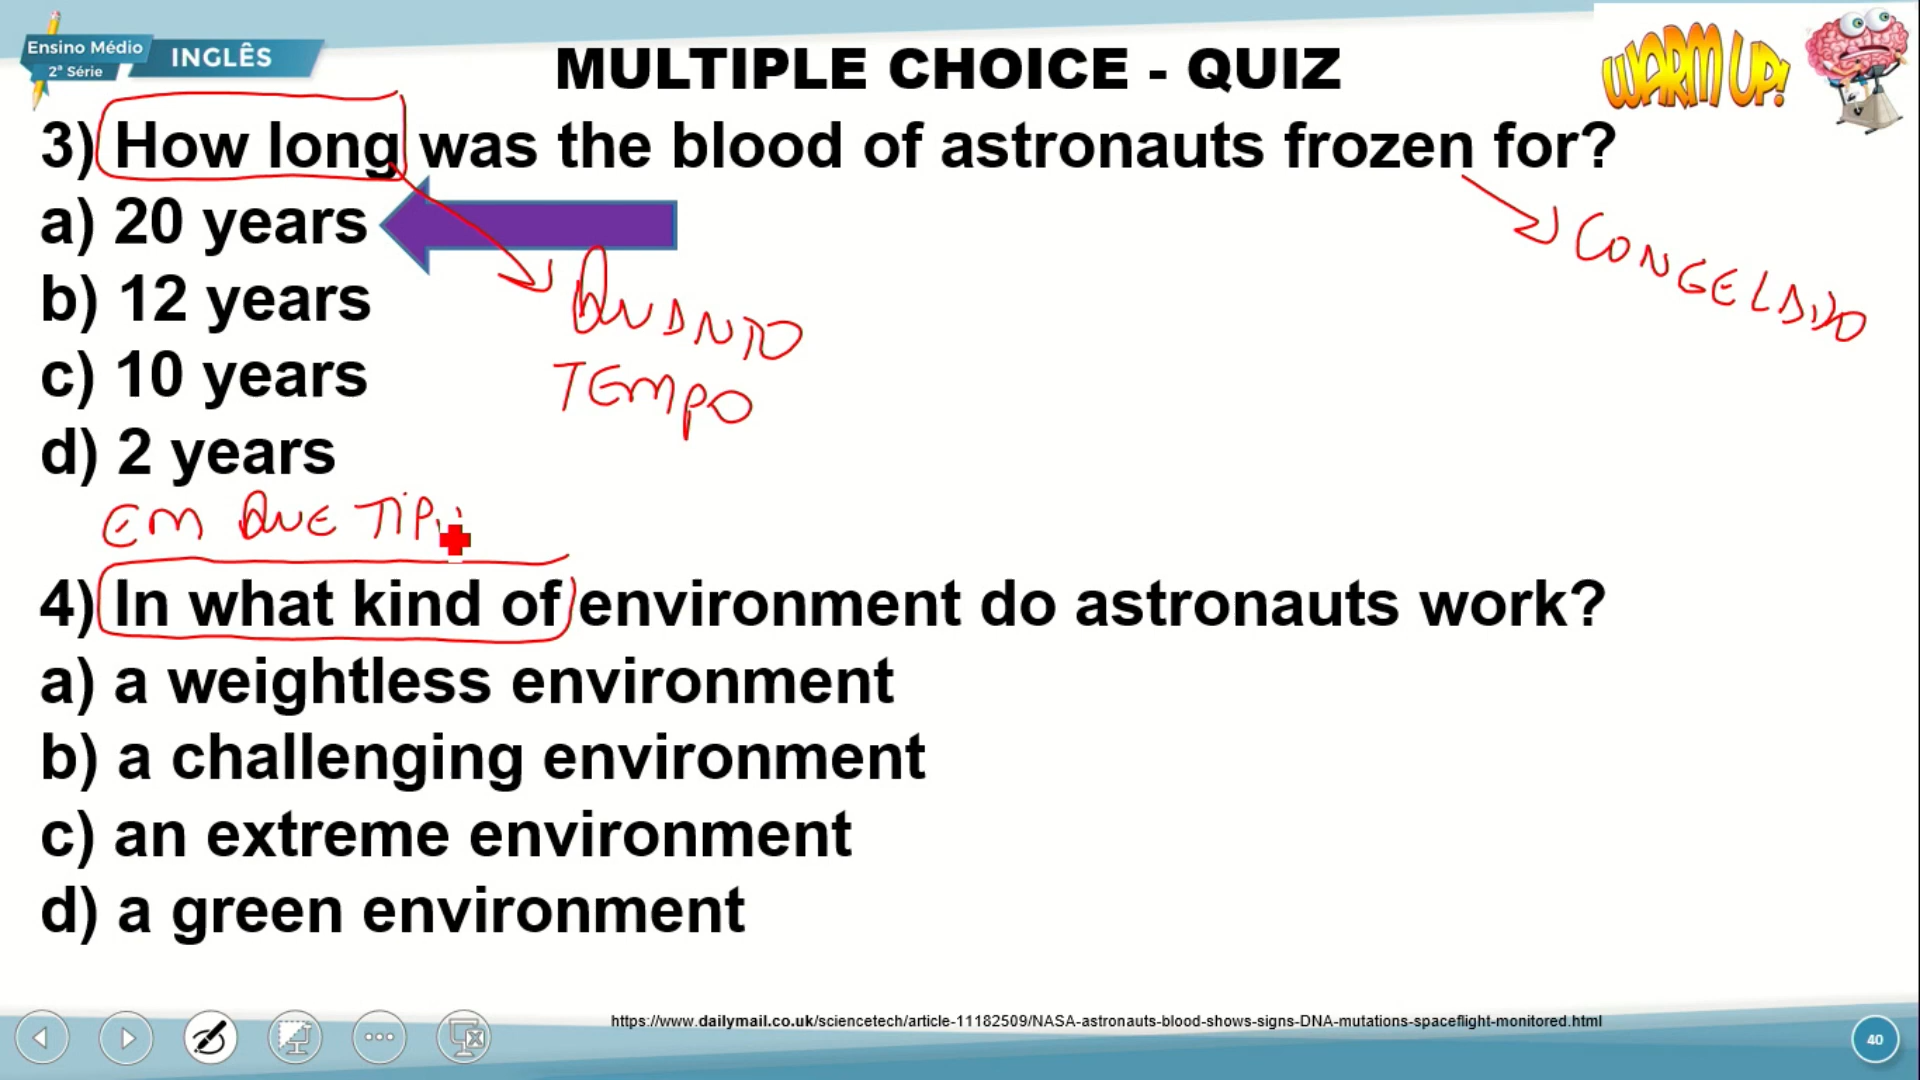 Ensino Médio
2ª Série
INGLÊS
MULTIPLE CHOICE - QUIZ
WARM UP!
3) How long was the blood of astronauts frozen for?
a) 20 years
CONGELADO
b) 12 years
QUANTO
c) 10 years
TEMPO
d) 2 years
EM QUE TIP
4) In what kind of environment do astronauts work?
a) a weightless environment
b) a challenging environment
c) an extreme environment
d) a green environment
https://www.dailymail.co.uk/sciencetech/article-11182509/NASA-astronauts-blood-shows-signs-DNA-mutations-spaceflight-monitored.html
40